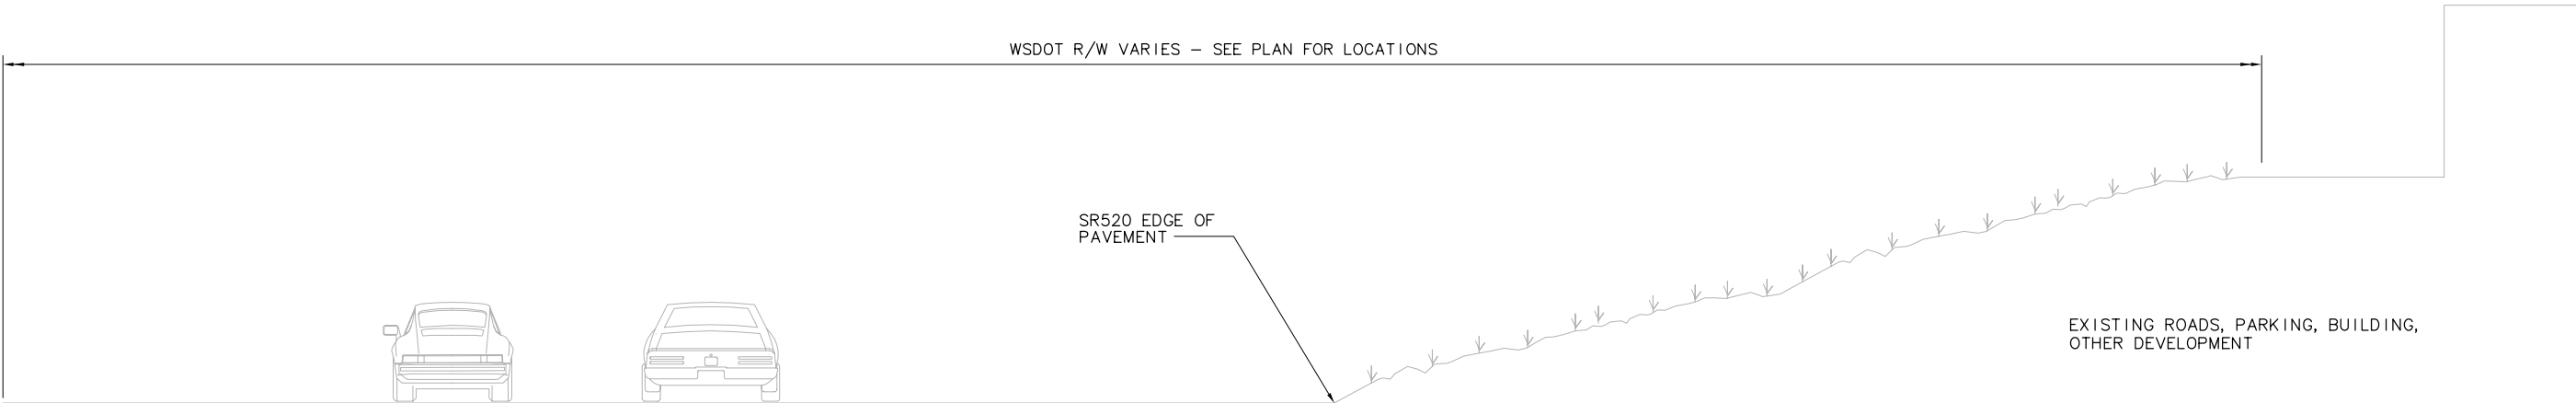 WSDOT R/W VARIES – SEE PLAN FOR LOCATIONS
SR520 EDGE OF
PAVEMENT
EXISTING ROADS, PARKING, BUILDING,
OTHER DEVELOPMENT